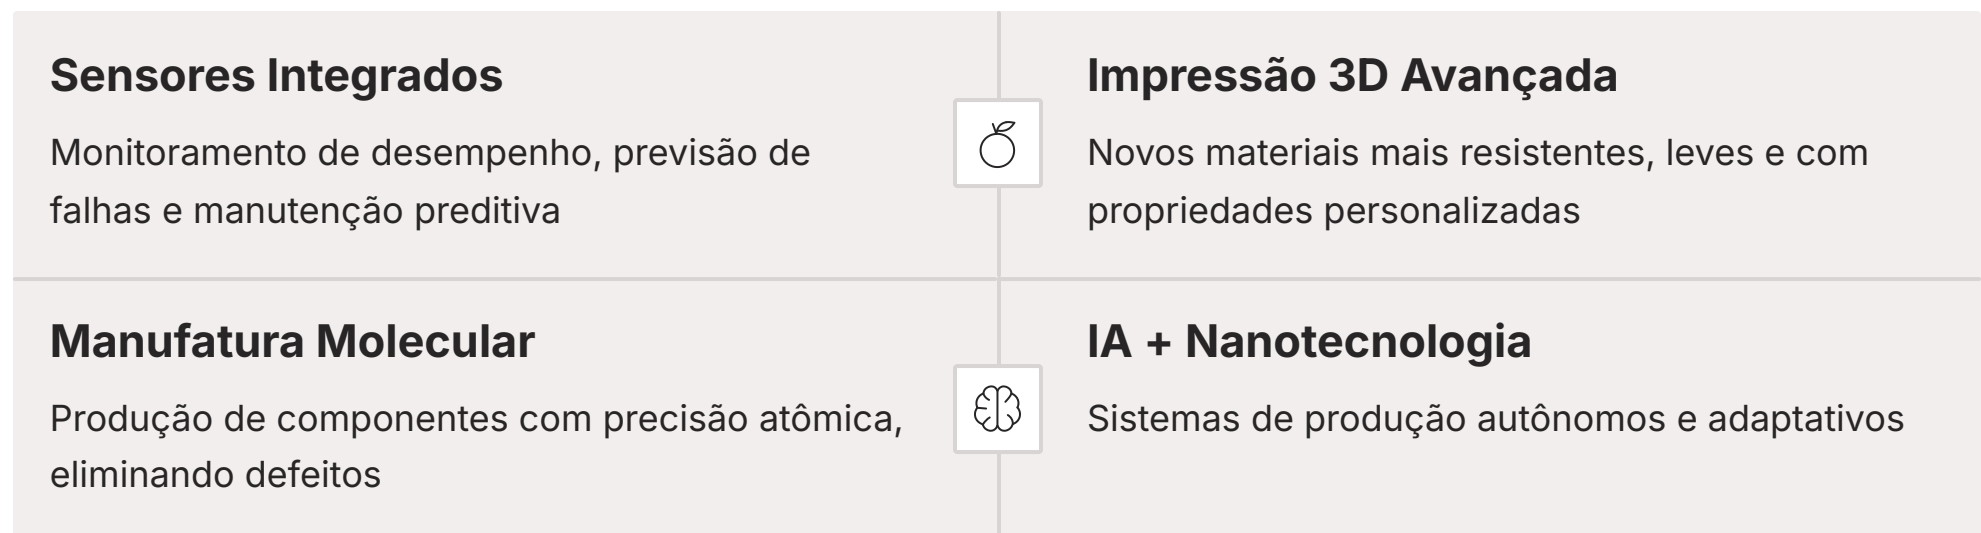 Sensores Integrados
Monitoramento de desempenho, previsão de
falhas e manutenção preditiva
Impressão 3D Avançada
Novos materiais mais resistentes, leves e com
propriedades personalizadas
Manufatura Molecular
Produção de componentes com precisão atômica,
eliminando defeitos
IA + Nanotecnologia
Sistemas de produção autônomos e adaptativos